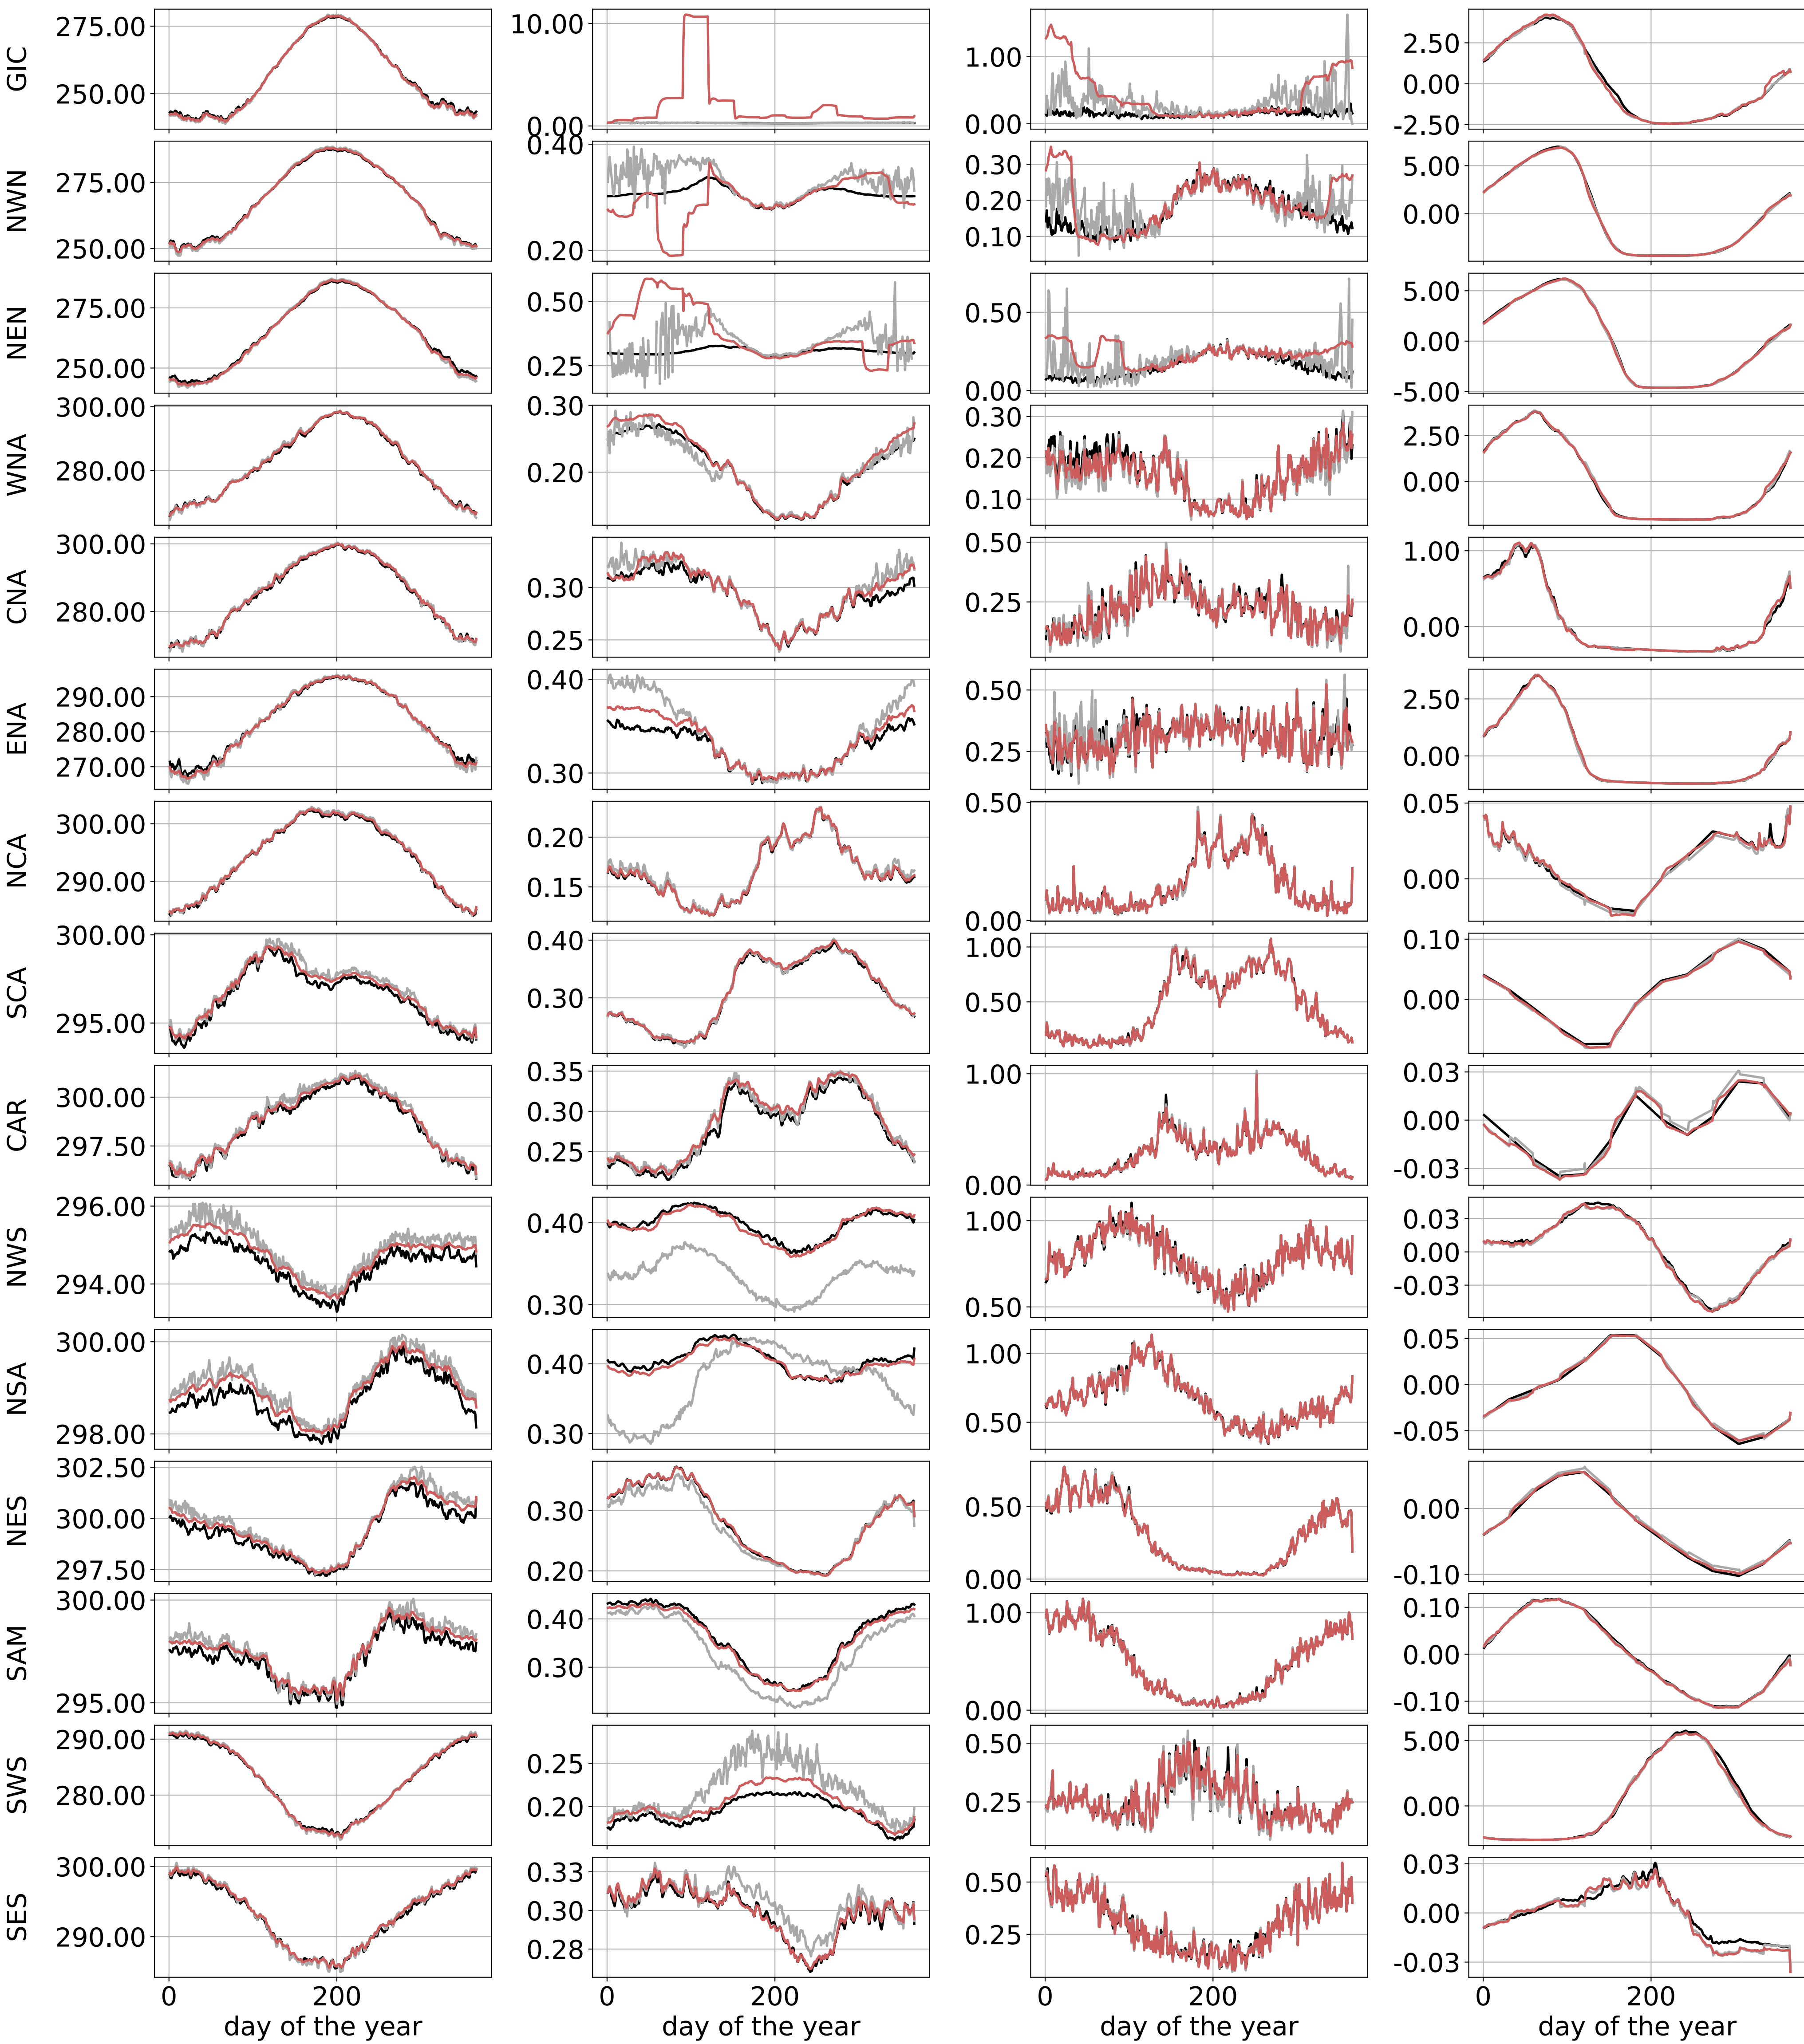 GIC 275.00 250.00 10.00 0.00 1.00 0.00 2.50 0.00 -2.50
NWN 275.00 250.00 0.40 0.20 0.30 0.20 0.10 5.00 0.00
NEN 275.00 250.00 0.50 0.25 0.50 0.00 5.00 0.00 -5.00
WNA 300.00 280.00 0.30 0.20 0.30 0.20 0.10 2.50 0.00
CNA 300.00 280.00 0.30 0.25 0.50 0.25 1.00 0.00
ENA 290.00 280.00 270.00 0.40 0.30 0.50 0.25 2.50 0.00
NCA 300.00 290.00 0.20 0.15 0.50 0.00 0.05 0.00
SCA 300.00 295.00 0.40 0.30 1.00 0.50 0.10 0.00
CAR 300.00 297.50 0.35 0.30 0.25 1.00 0.00 0.03 0.00 -0.03
NWS 296.00 294.00 0.40 0.30 1.00 0.50 0.03 0.00 -0.03
NSA 300.00 298.00 0.40 0.30 1.00 0.50 0.05 0.00 -0.05
NES 302.50 300.00 297.50 0.30 0.20 0.50 0.00 0.00 -0.10
SAM 300.00 295.00 0.40 0.30 1.00 0.00 0.10 0.00 -0.10
SWS 290.00 280.00 0.25 0.20 0.50 0.25 5.00 0.00
SES 300.00 290.00 0.33 0.30 0.28 0.50 0.25 0.03 0.00 -0.03
0 200 0 200 0 200 0 200
day of the year day of the year day of the year day of the year